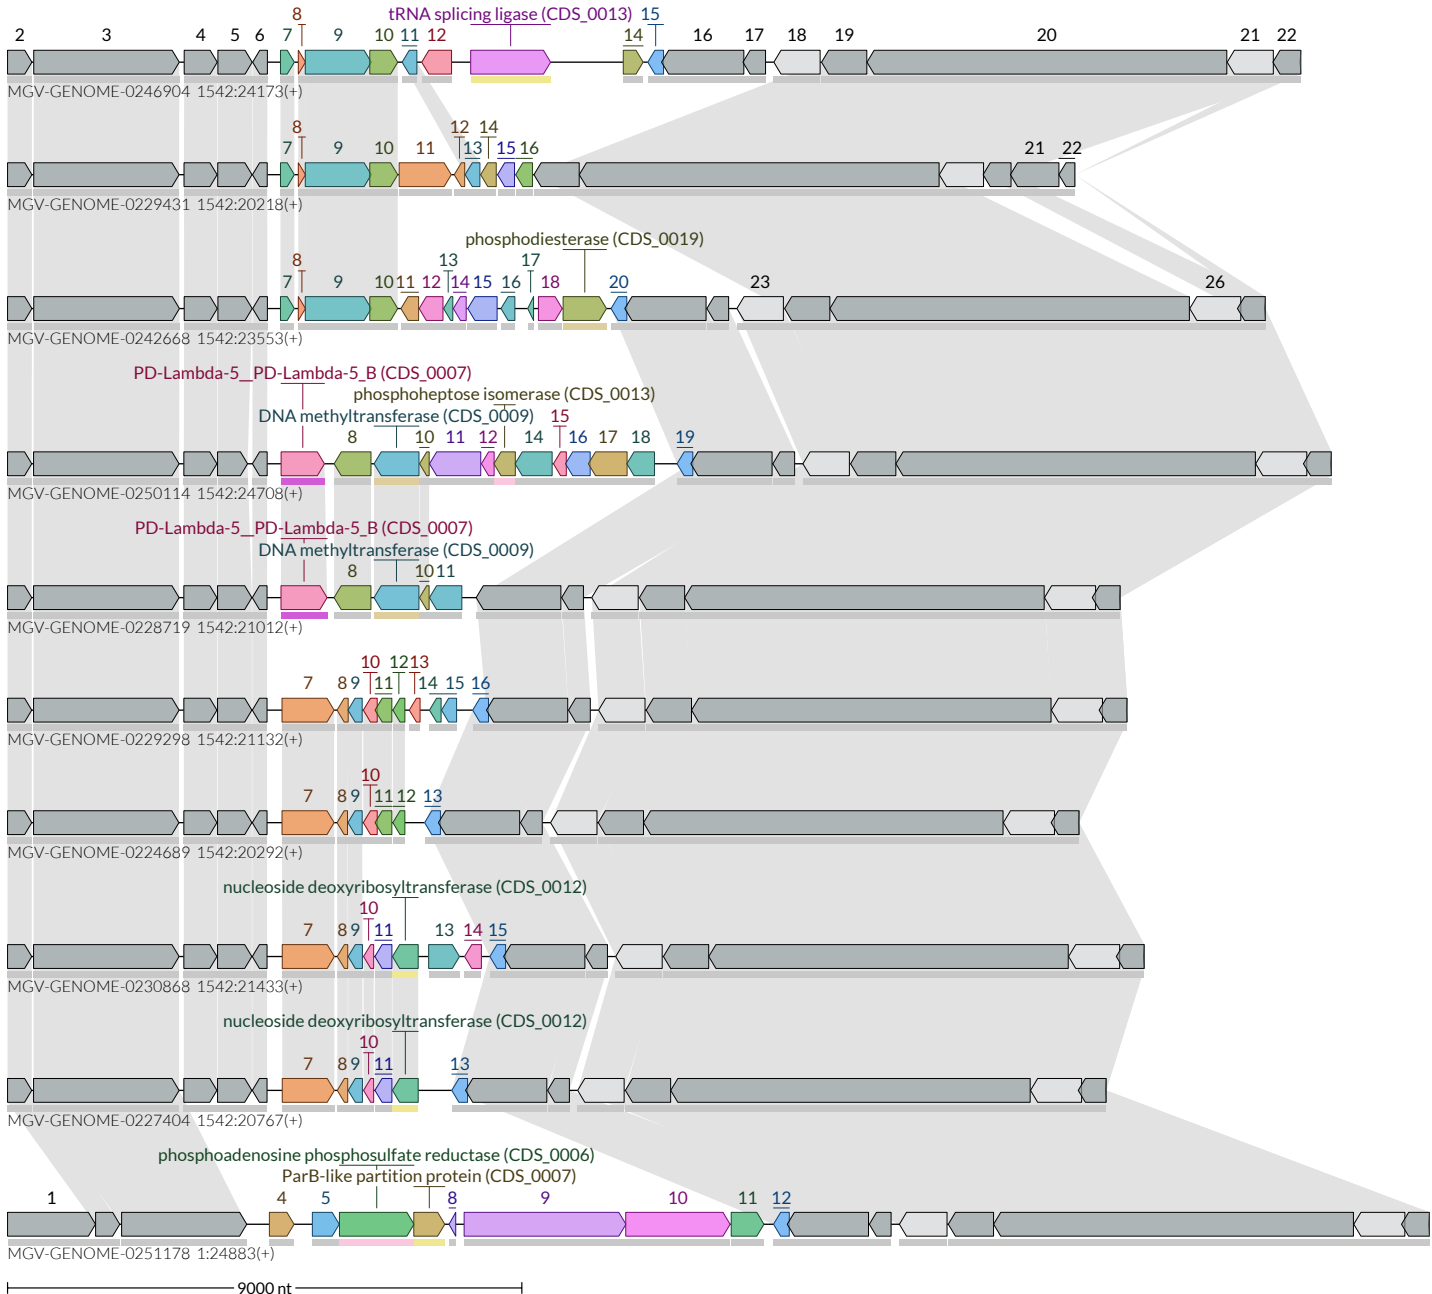 tRNA splicing ligase (CDS_0013)
8 15
2 3 4 5 6 7 9 10 11 12 14 16 17 18 19 20 21 22
MGV-GENOME-0246904 1542:24173(+)
8 12 14
7 9 10 11 13 15 16 21 22
MGV-GENOME-0229431 1542:20218(+)
phosphodiesterase (CDS_0019)
8 13 17
7 9 10 11 12 14 15 16 18 20 23 26
MGV-GENOME-0242668 1542:23553(+)
PD-Lambda-5__PD-Lambda-5_B (CDS_0007)
phosphoheptose isomerase (CDS_0013)
DNA methyltransferase (CDS_0009) 15
8 10 11 12 14 16 17 18 19
MGV-GENOME-0250114 1542:24708(+)
PD-Lambda-5__PD-Lambda-5_B (CDS_0007)
DNA methyltransferase (CDS_0009)
8 10 11
MGV-GENOME-0228719 1542:21012(+)
10 12 13
7 8 9 11 14 15 16
MGV-GENOME-0229298 1542:21132(+)
10
7 8 9 11 12 13
MGV-GENOME-0224689 1542:20292(+)
nucleoside deoxyribosyltransferase (CDS_0012)
10
7 8 9 11 13 14 15
MGV-GENOME-0230868 1542:21433(+)
nucleoside deoxyribosyltransferase (CDS_0012)
10
7 8 9 11 13
MGV-GENOME-0227404 1542:20767(+)
phosphoadenosine phosphosulfate reductase (CDS_0006)
ParB-like partition protein (CDS_0007)
1 4 5 8 9 10 11 12
MGV-GENOME-0251178 1:24883(+)
9000 nt